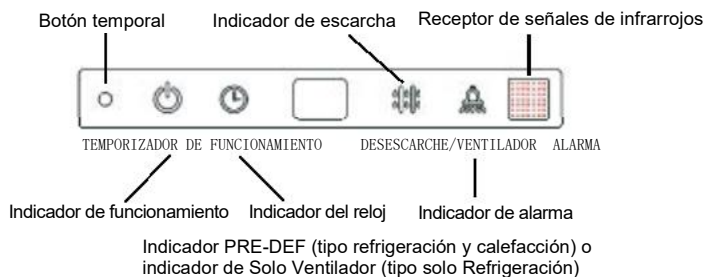 Botón temporal
Indicador de escarcha
Receptor de señales de infrarrojos
TEMPORIZADOR DE FUNCIONAMIENTO
DESESCARCHE/VENTILADOR
ALARMA
Indicador de funcionamiento
Indicador del reloj
Indicador de alarma
Indicador PRE-DEF (tipo refrigeración y calefacción) o
indicador de Solo Ventilador (tipo solo Refrigeración)